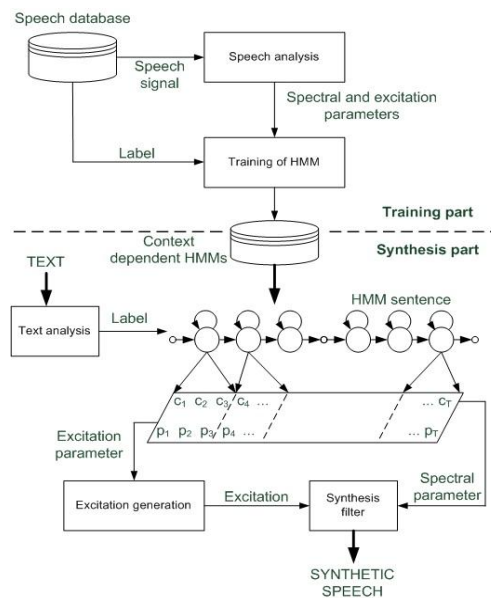 Speech database
Speech analysis
Speech
signal
Spectral and excitation
parameters
Label
Training of HMM
Training part
Synthesis part
Context
dependent HMMs
TEXT
HMM sentence
Text analysis
Label
c₁ c₂ c₃ c₄ ... ... c_T
p₁ p₂ p₃ p₄ ... ... p_T
Excitation
parameter
Spectral
parameter
Excitation generation
Excitation
Synthesis
filter
SYNTHETIC
SPEECH